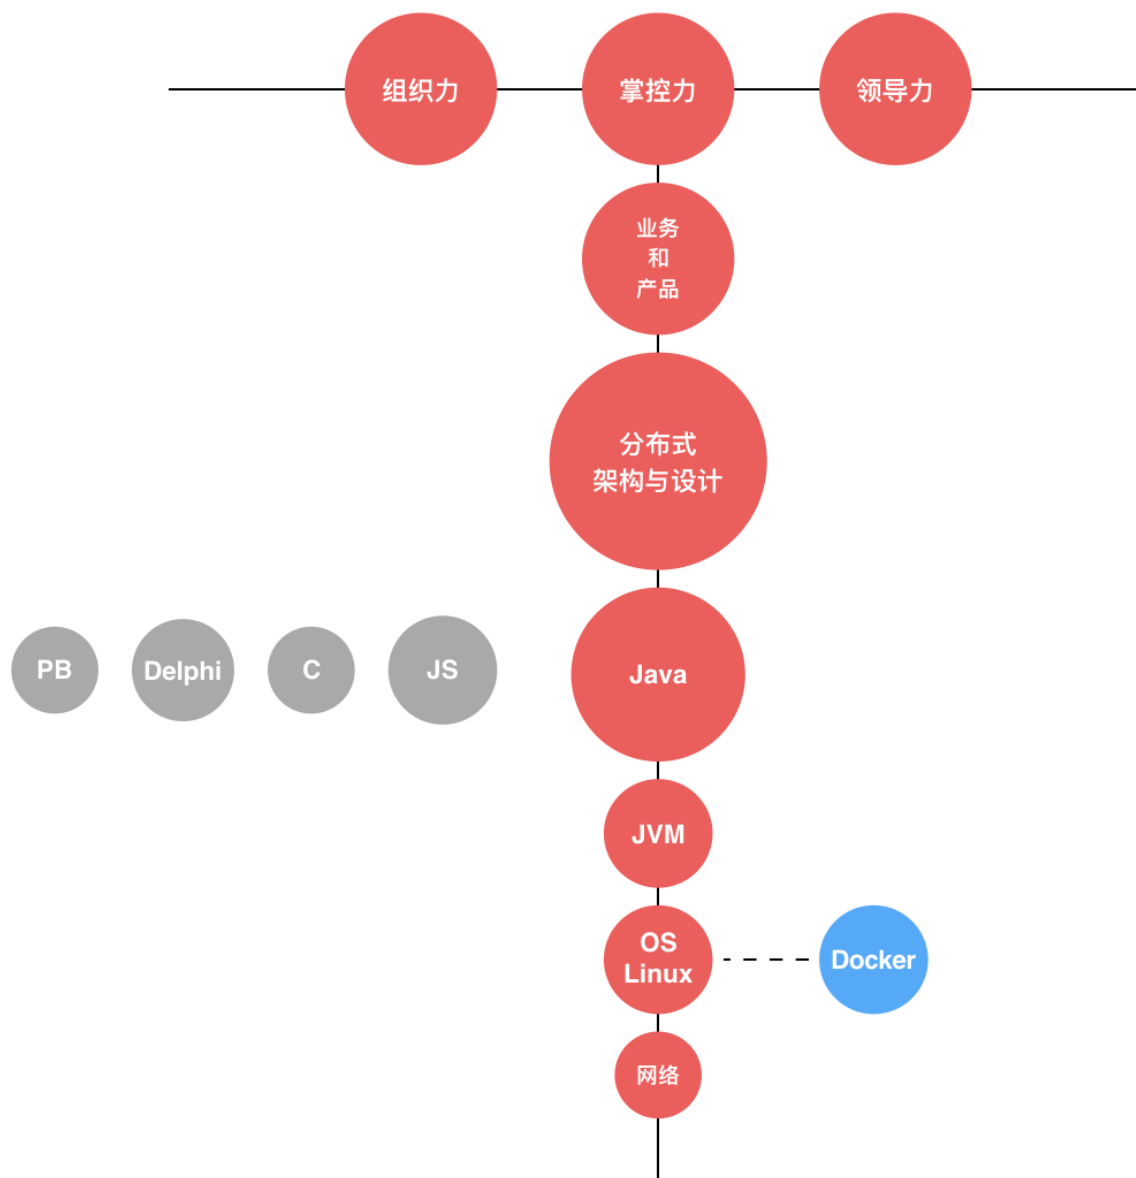 组织力
掌控力
领导力
业务
和
产品
分布式
架构与设计
PB
Delphi
C
JS
Java
JVM
OS
Linux
Docker
网络